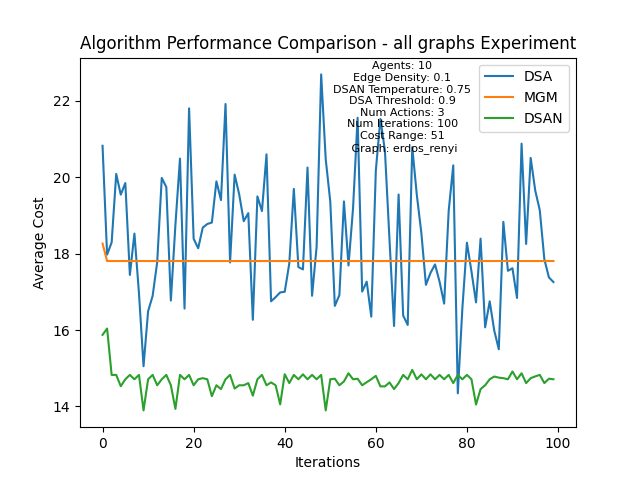 Algorithm Performance Comparison - all graphs Experiment
Agents: 10
Edge Density: 0.1
DSAN Temperature: 0.75
DSA Threshold: 0.9
Num Actions: 3
Num Iterations: 100
Cost Range: 51
Graph: erdos_renyi
DSA
MGM
DSAN
Average Cost
22
20
18
16
14
0
20
40
60
80
100
Iterations